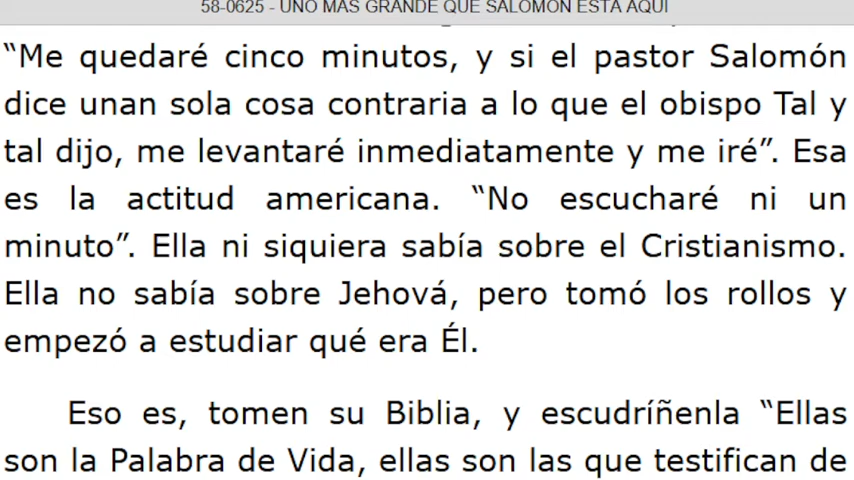 58-0625 - UNO MAS GRANDE QUE SALOMON ESTA AQUI
“Me quedaré cinco minutos, y si el pastor Salomón
dice unan sola cosa contraria a lo que el obispo Tal y
tal dijo, me levantaré inmediatamente y me iré”. Esa
es la actitud americana. “No escucharé ni un
minuto”. Ella ni siquiera sabía sobre el Cristianismo.
Ella no sabía sobre Jehová, pero tomó los rollos y
empezó a estudiar qué era Él.
Eso es, tomen su Biblia, y escudríñenla “Ellas
son la Palabra de Vida, ellas son las que testifican de